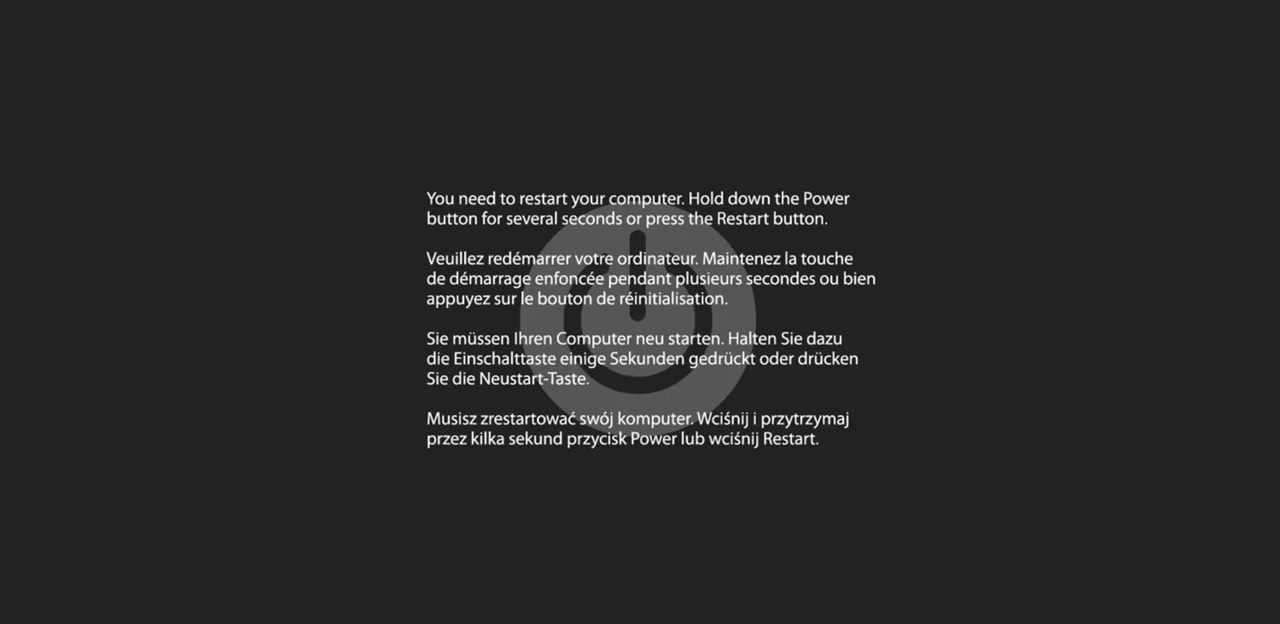 You need to restart your computer. Hold down the Power
button for several seconds or press the Restart button.
Veuillez redémarrer votre ordinateur. Maintenez la touche
de démarrage enfoncée pendant plusieurs secondes ou bien
appuyez sur le bouton de réinitialisation.
Sie müssen Ihren Computer neu starten. Halten Sie dazu
die Einschalttaste einige Sekunden gedrückt oder drücken
Sie die Neustart-Taste.
Musisz zrestartować swój komputer. Wciśnij i przytrzymaj
przez kilka sekund przycisk Power lub wciśnij Restart.